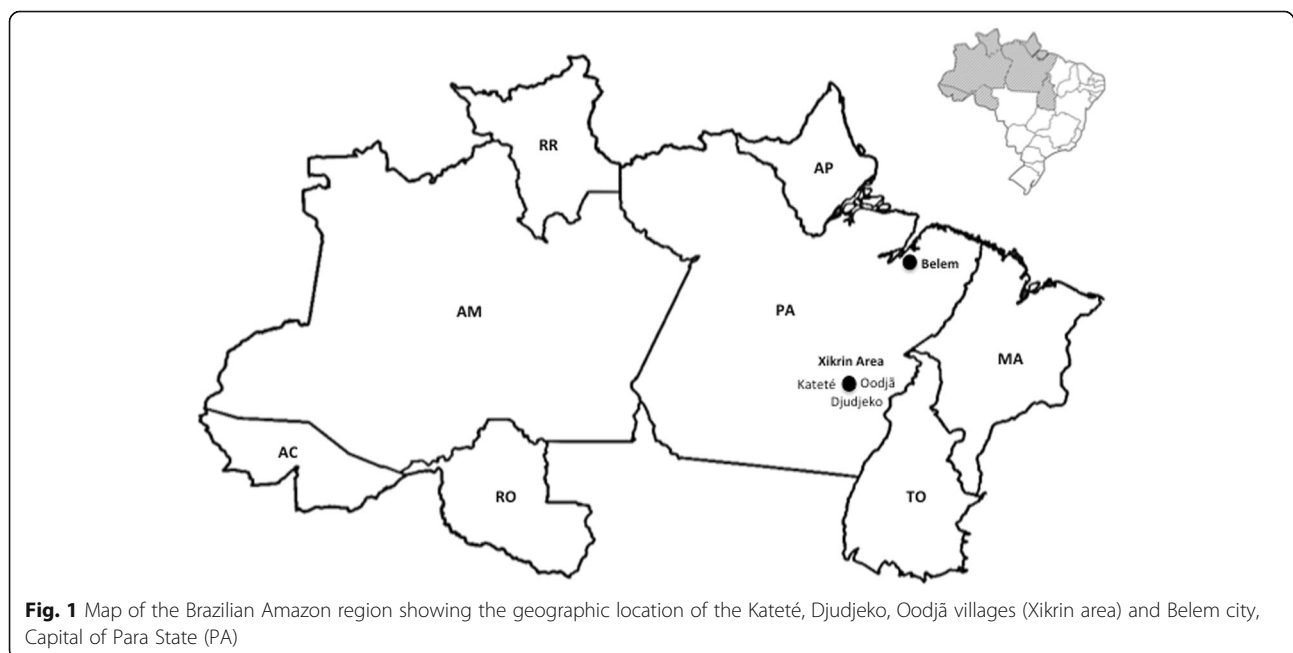 RR
AP
Belem
AM
PA
MA
Xikrin Area
Kateté Oodjã
Djudjeko
AC
RO
TO
Fig. 1 Map of the Brazilian Amazon region showing the geographic location of the Kateté, Djudjeko, Oodjã villages (Xikrin area) and Belem city,
Capital of Para State (PA)